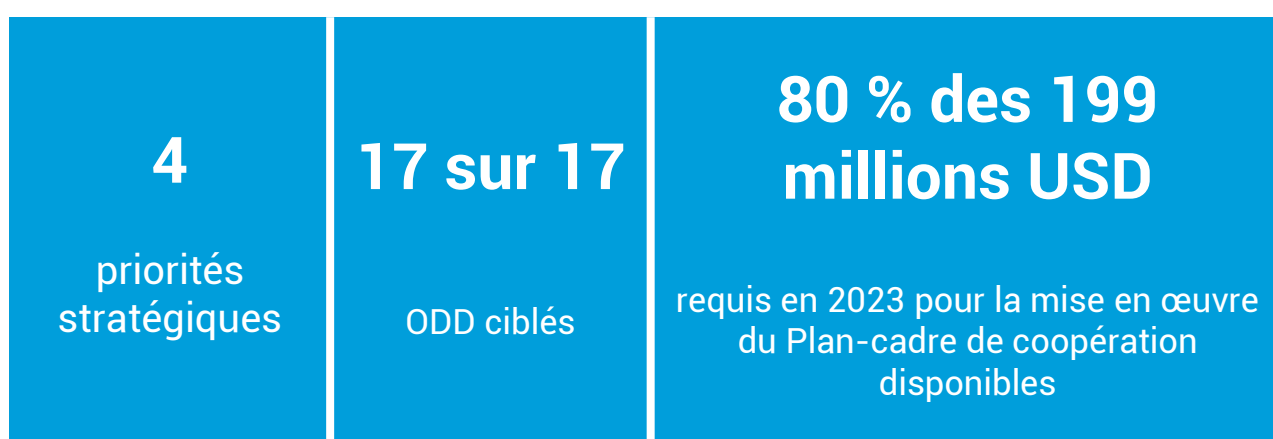 4
priorités
stratégiques
17 sur 17
ODD ciblés
80 % des 199
millions USD
requis en 2023 pour la mise en œuvre
du Plan-cadre de coopération
disponibles